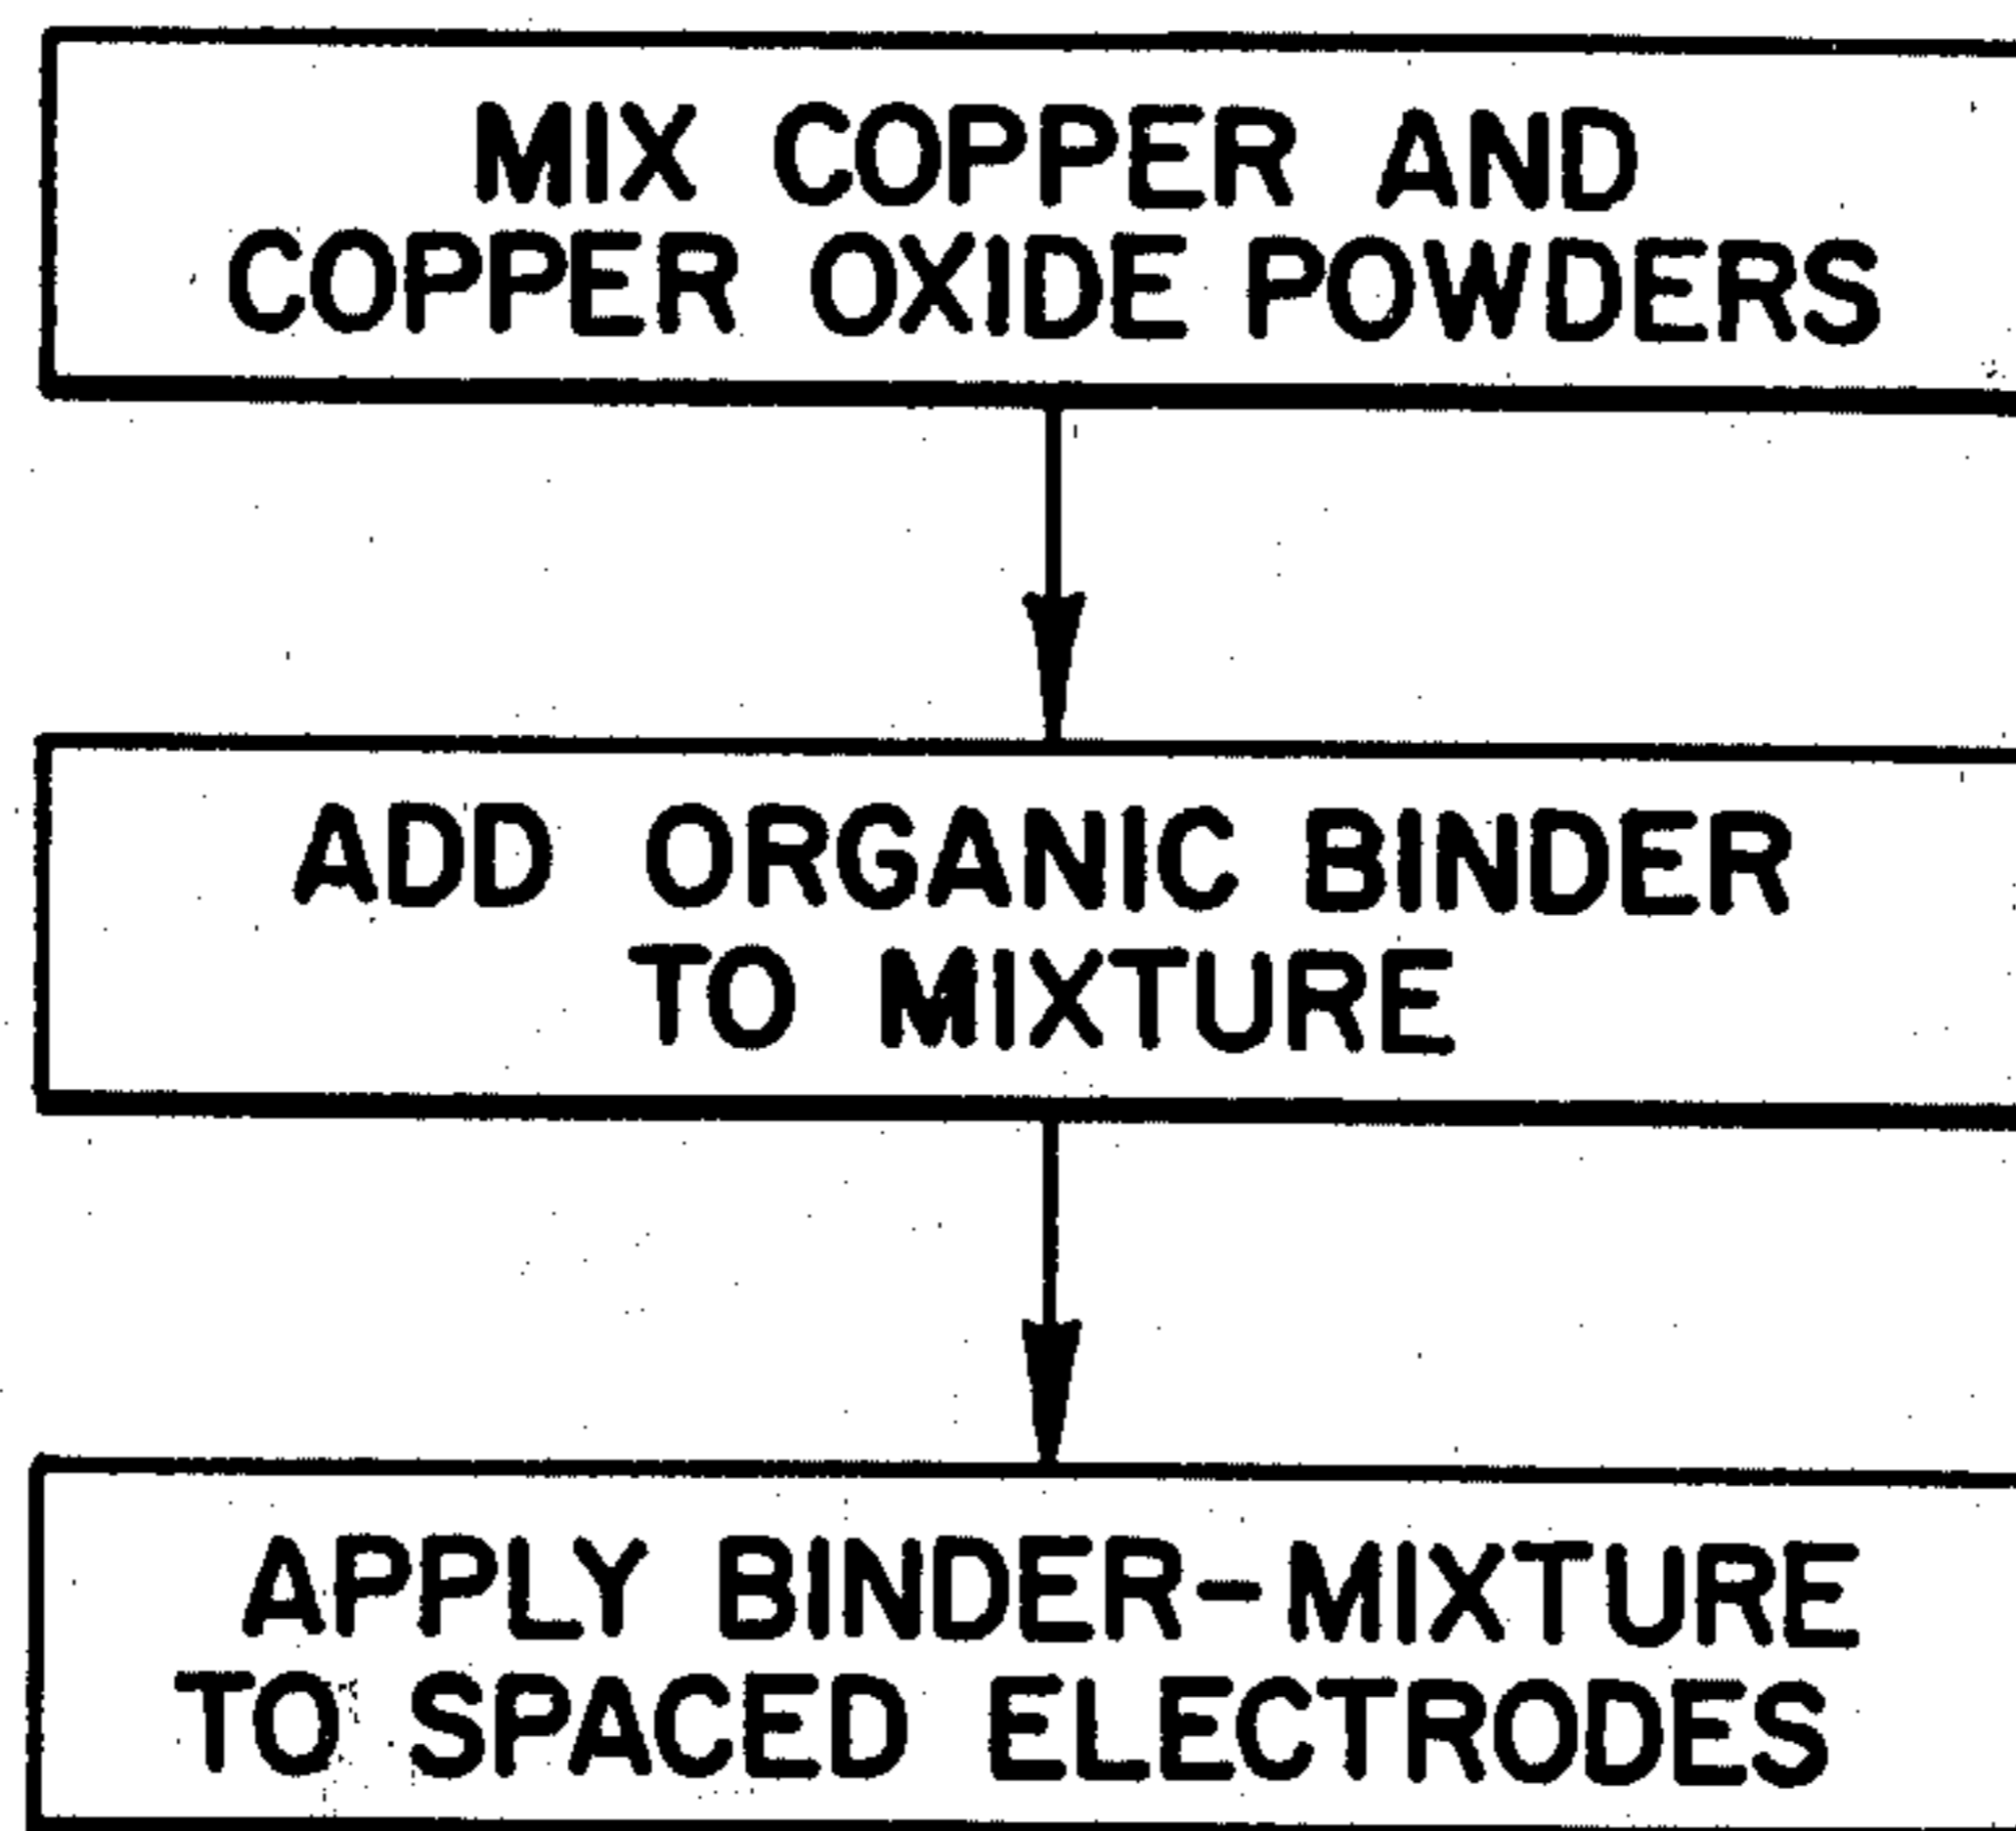 MIX COPPER AND
COPPER OXIDE POWDERS
ADD ORGANIC BINDER
TO MIXTURE
APPLY BINDER-MIXTURE
TO SPACED ELECTRODES